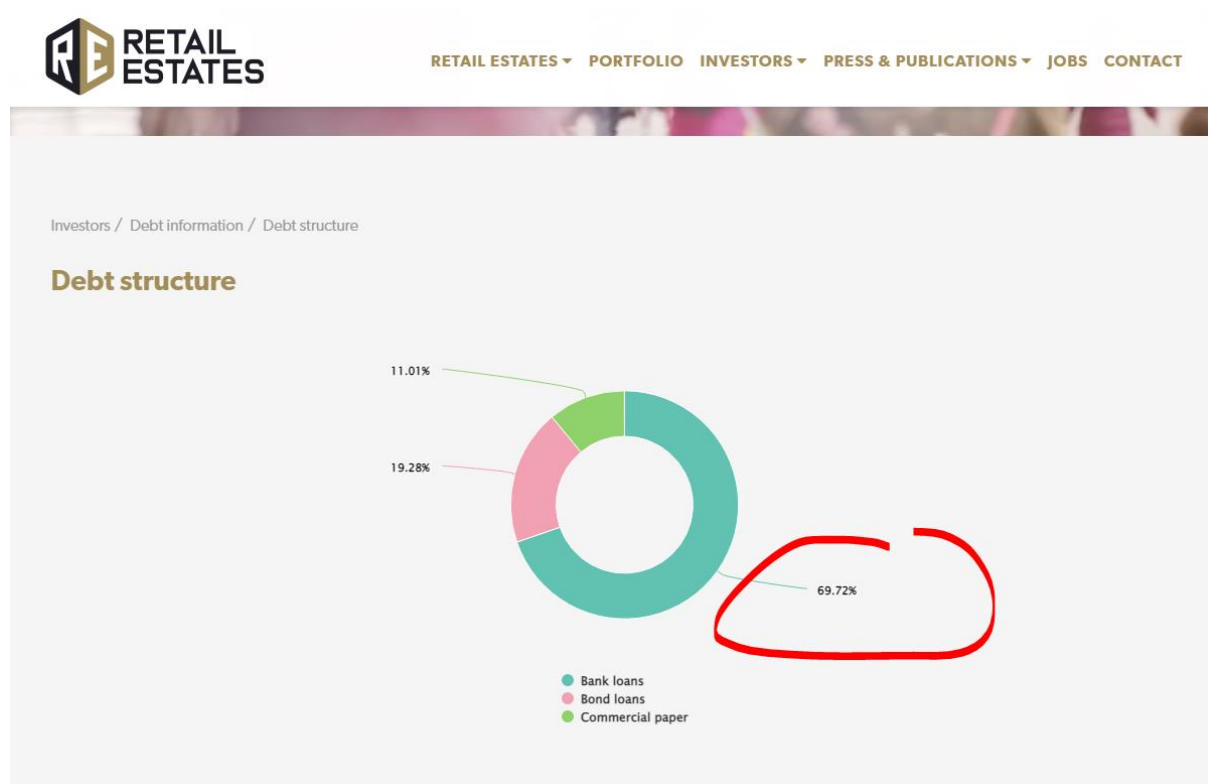 RETAIL
ESTATES
RETAIL ESTATES PORTFOLIO INVESTORS PRESS & PUBLICATIONS JOBS CONTACT
Investors / Debt information / Debt structure
Debt structure
11.01%
19.28%
69.72%
Bank loans
Bond loans
Commercial paper